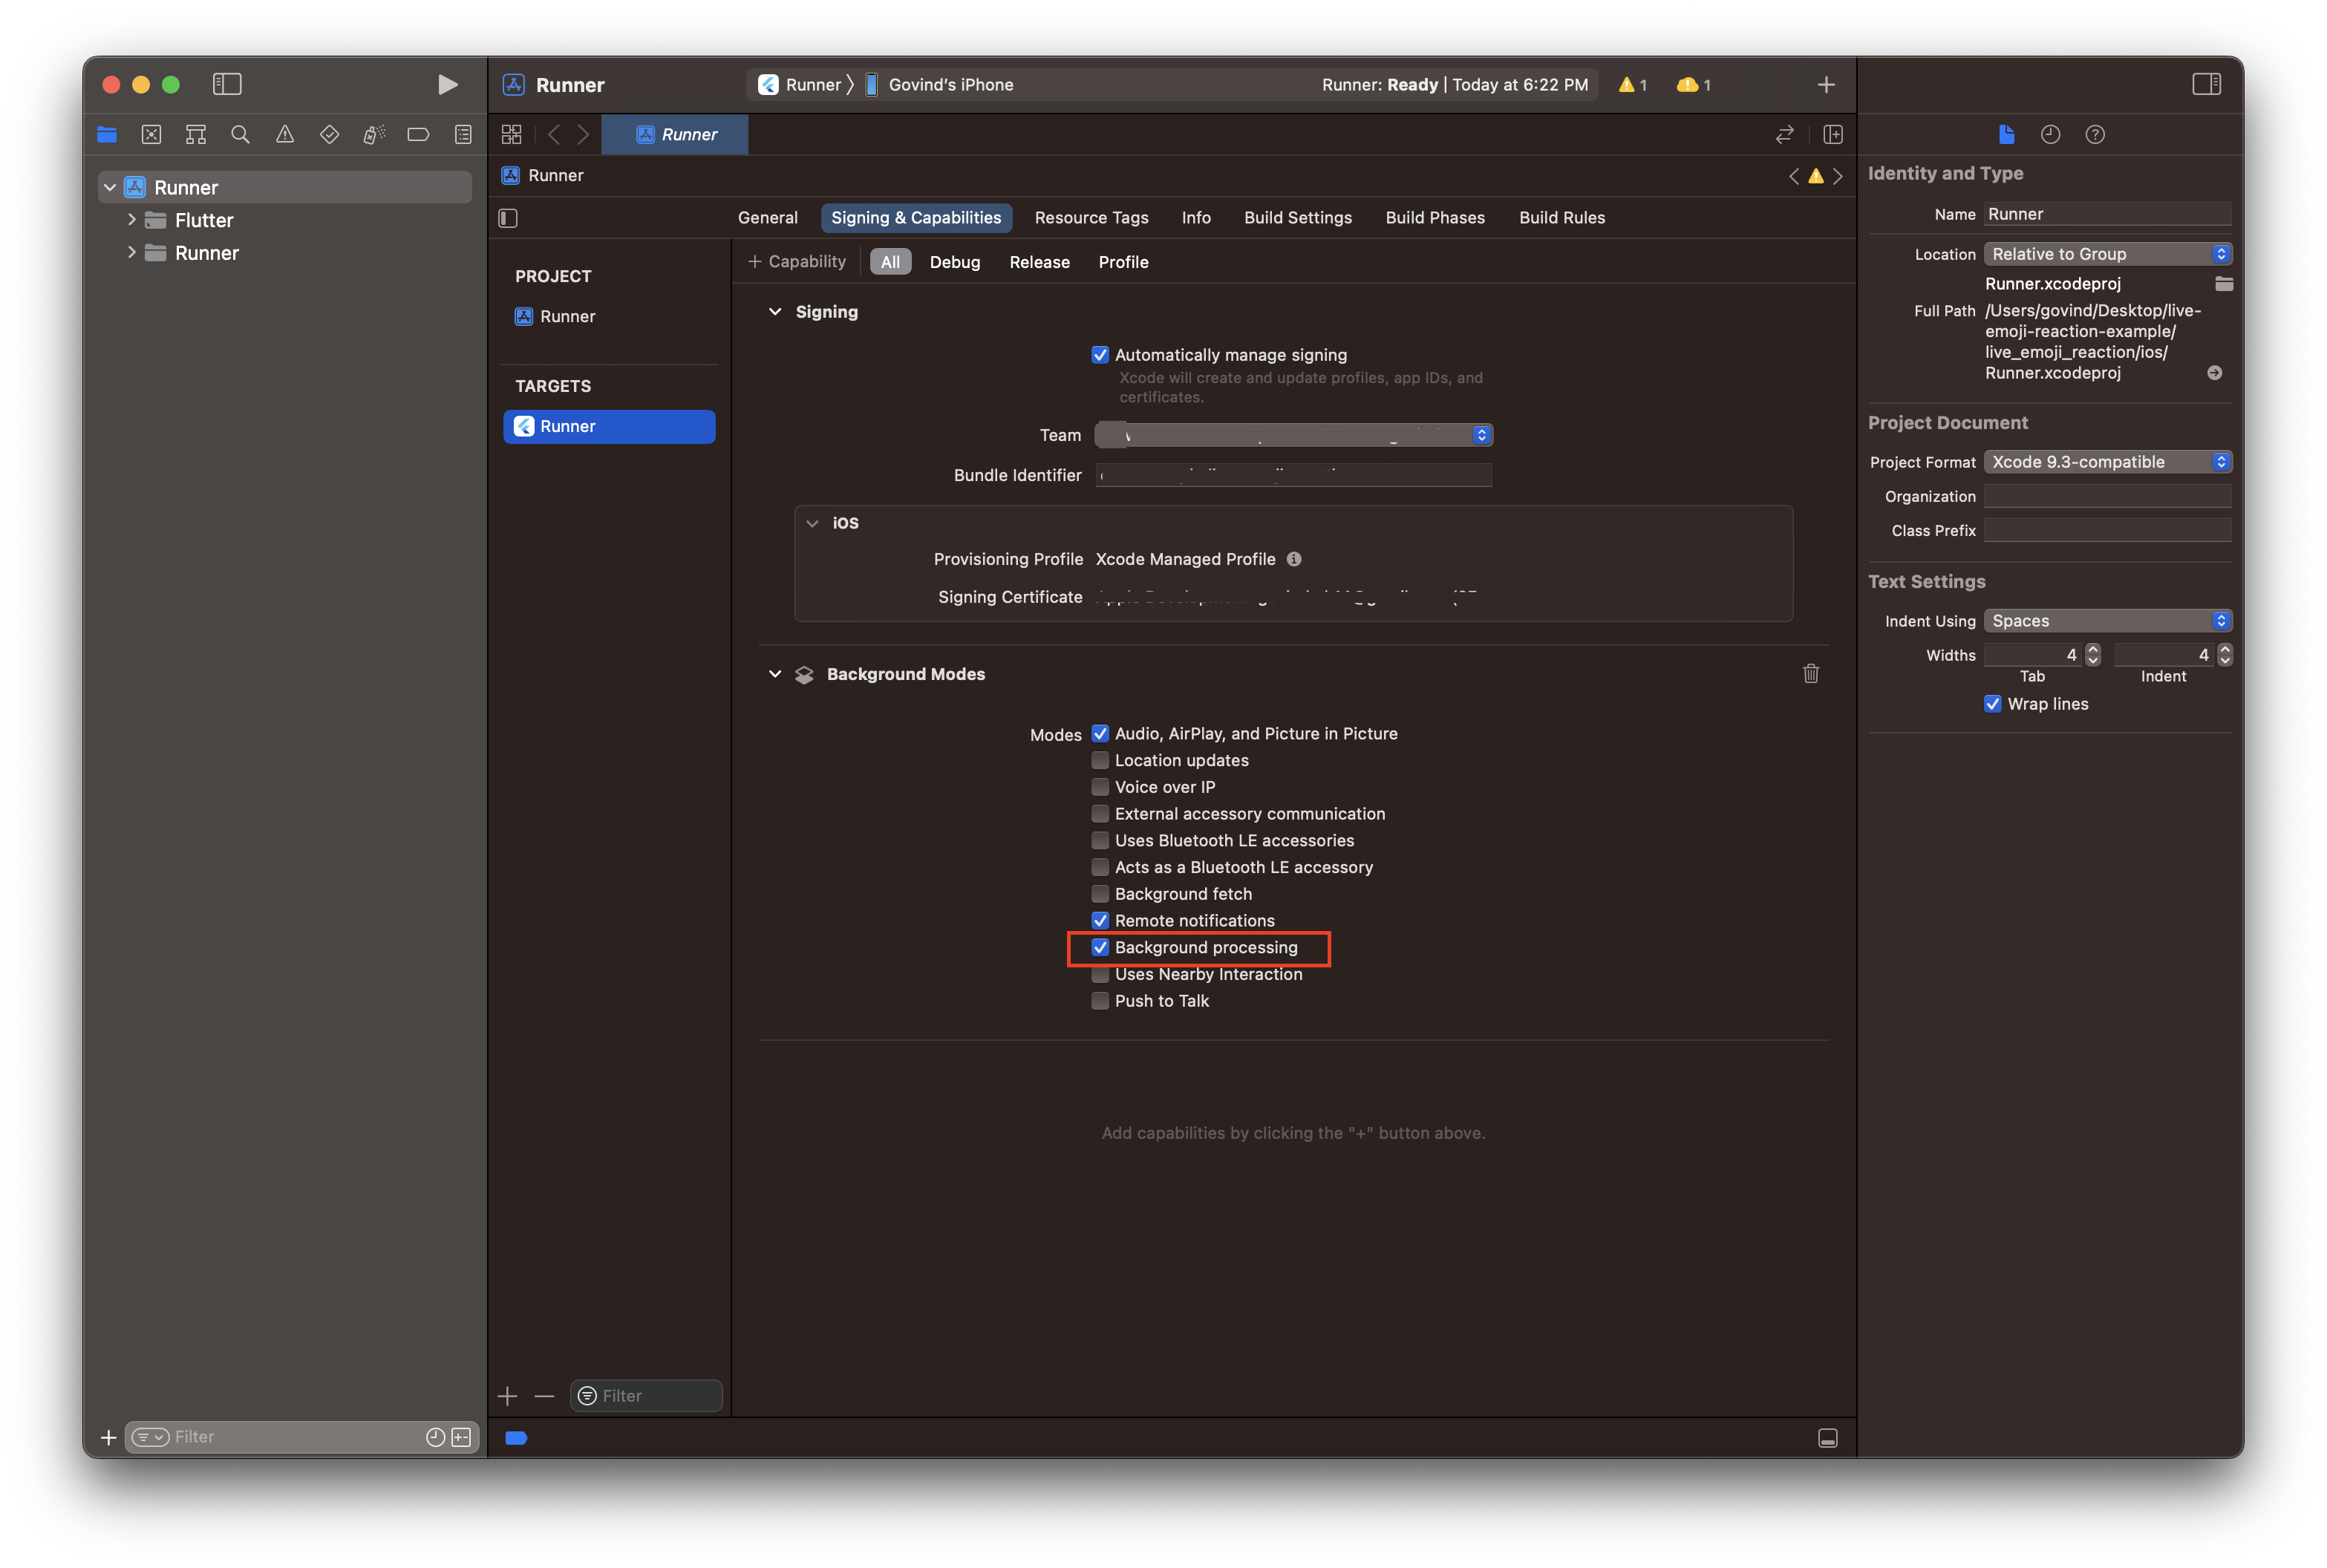 Runner
Runner
Govind's iPhone
Runner: Ready | Today at 6:22 PM
1
1
Runner
Runner
Flutter
Runner
Runner
General
Signing & Capabilities
Resource Tags
Info
Build Settings
Build Phases
Build Rules
PROJECT
Runner
TARGETS
Runner
Capability
All
Debug
Release
Profile
Signing
Automatically manage signing
Xcode will create and update profiles, app IDs, and
certificates.
Team
Bundle Identifier
iOS
Provisioning Profile
Xcode Managed Profile
Signing Certificate
Background Modes
Modes
Audio, AirPlay, and Picture in Picture
Location updates
Voice over IP
External accessory communication
Uses Bluetooth LE accessories
Acts as a Bluetooth LE accessory
Background fetch
Remote notifications
Background processing
Uses Nearby Interaction
Push to Talk
Add capabilities by clicking the "+" button above.
Filter
Filter
Identity and Type
Name Runner
Location Relative to Group
Runner.xcodeproj
Full Path /Users/govind/Desktop/live-
emoji-reaction-example/
live_emoji_reaction/ios/
Runner.xcodeproj
Project Document
Project Format Xcode 9.3-compatible
Organization
Class Prefix
Text Settings
Indent Using Spaces
Widths 4 4
Tab Indent
Wrap lines